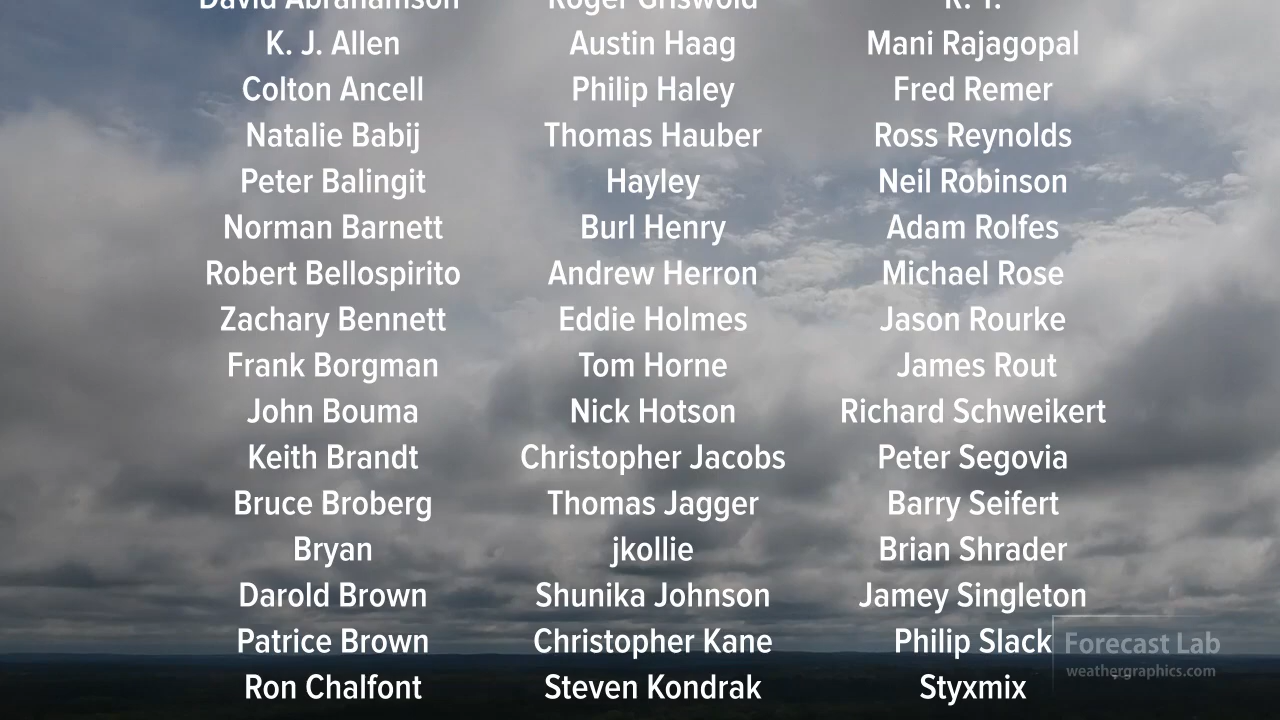 David Abrahamson
K. J. Allen
Colton Ancell
Natalie Babij
Peter Balingit
Norman Barnett
Robert Bellospirito
Zachary Bennett
Frank Borgman
John Bouma
Keith Brandt
Bruce Broberg
Bryan
Darold Brown
Patrice Brown
Ron Chalfont
Roger Griswold
Austin Haag
Philip Haley
Thomas Hauber
Hayley
Burl Henry
Andrew Herron
Eddie Holmes
Tom Horne
Nick Hotson
Christopher Jacobs
Thomas Jagger
jkollie
Shunika Johnson
Christopher Kane
Steven Kondrak
Mani Rajagopal
Fred Remer
Ross Reynolds
Neil Robinson
Adam Rolfes
Michael Rose
Jason Rourke
James Rout
Richard Schweikert
Peter Segovia
Barry Seifert
Brian Shrader
Jamey Singleton
Philip Slack
Styxmix
Forecast Lab
weathergraphics.com